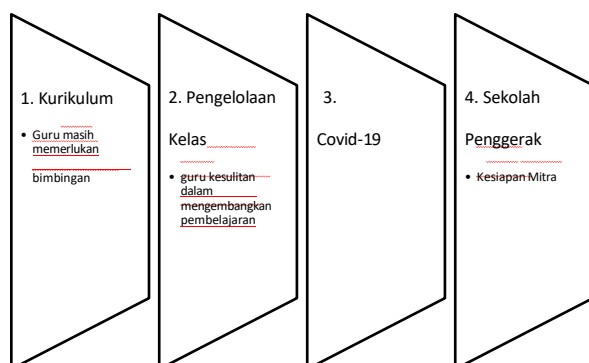 1. Kurikulum
• Guru masih
memerlukan
bimbingan
2. Pengelolaan
Kelas
• guru kesulitan
dalam
mengembangkan
pembelajaran
3.
Covid-19
4. Sekolah
Penggerak
• Kesiapan Mitra